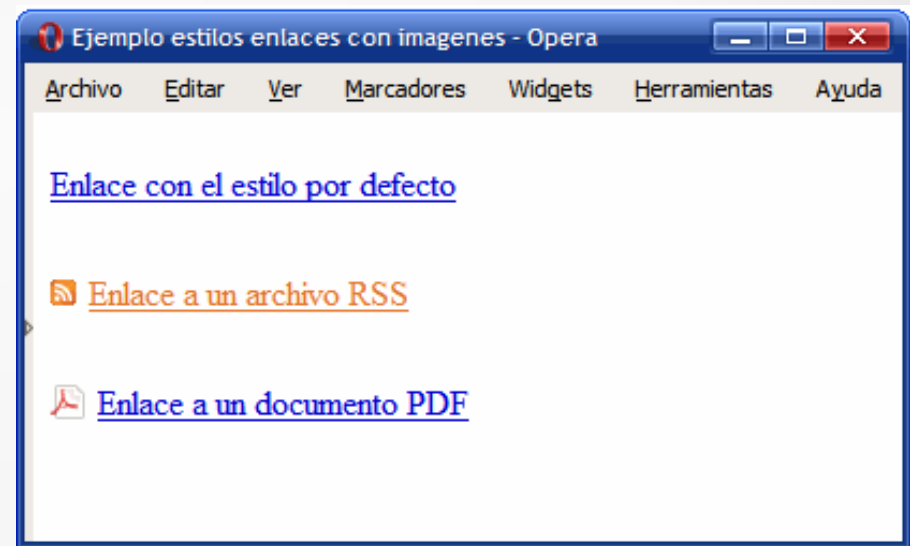 Ejemplo estilos enlaces con imagenes - Opera
Archivo Editar Ver Marcadores Widgets Herramientas Ayuda
Enlace con el estilo por defecto
Enlace a un archivo RSS
Enlace a un documento PDF